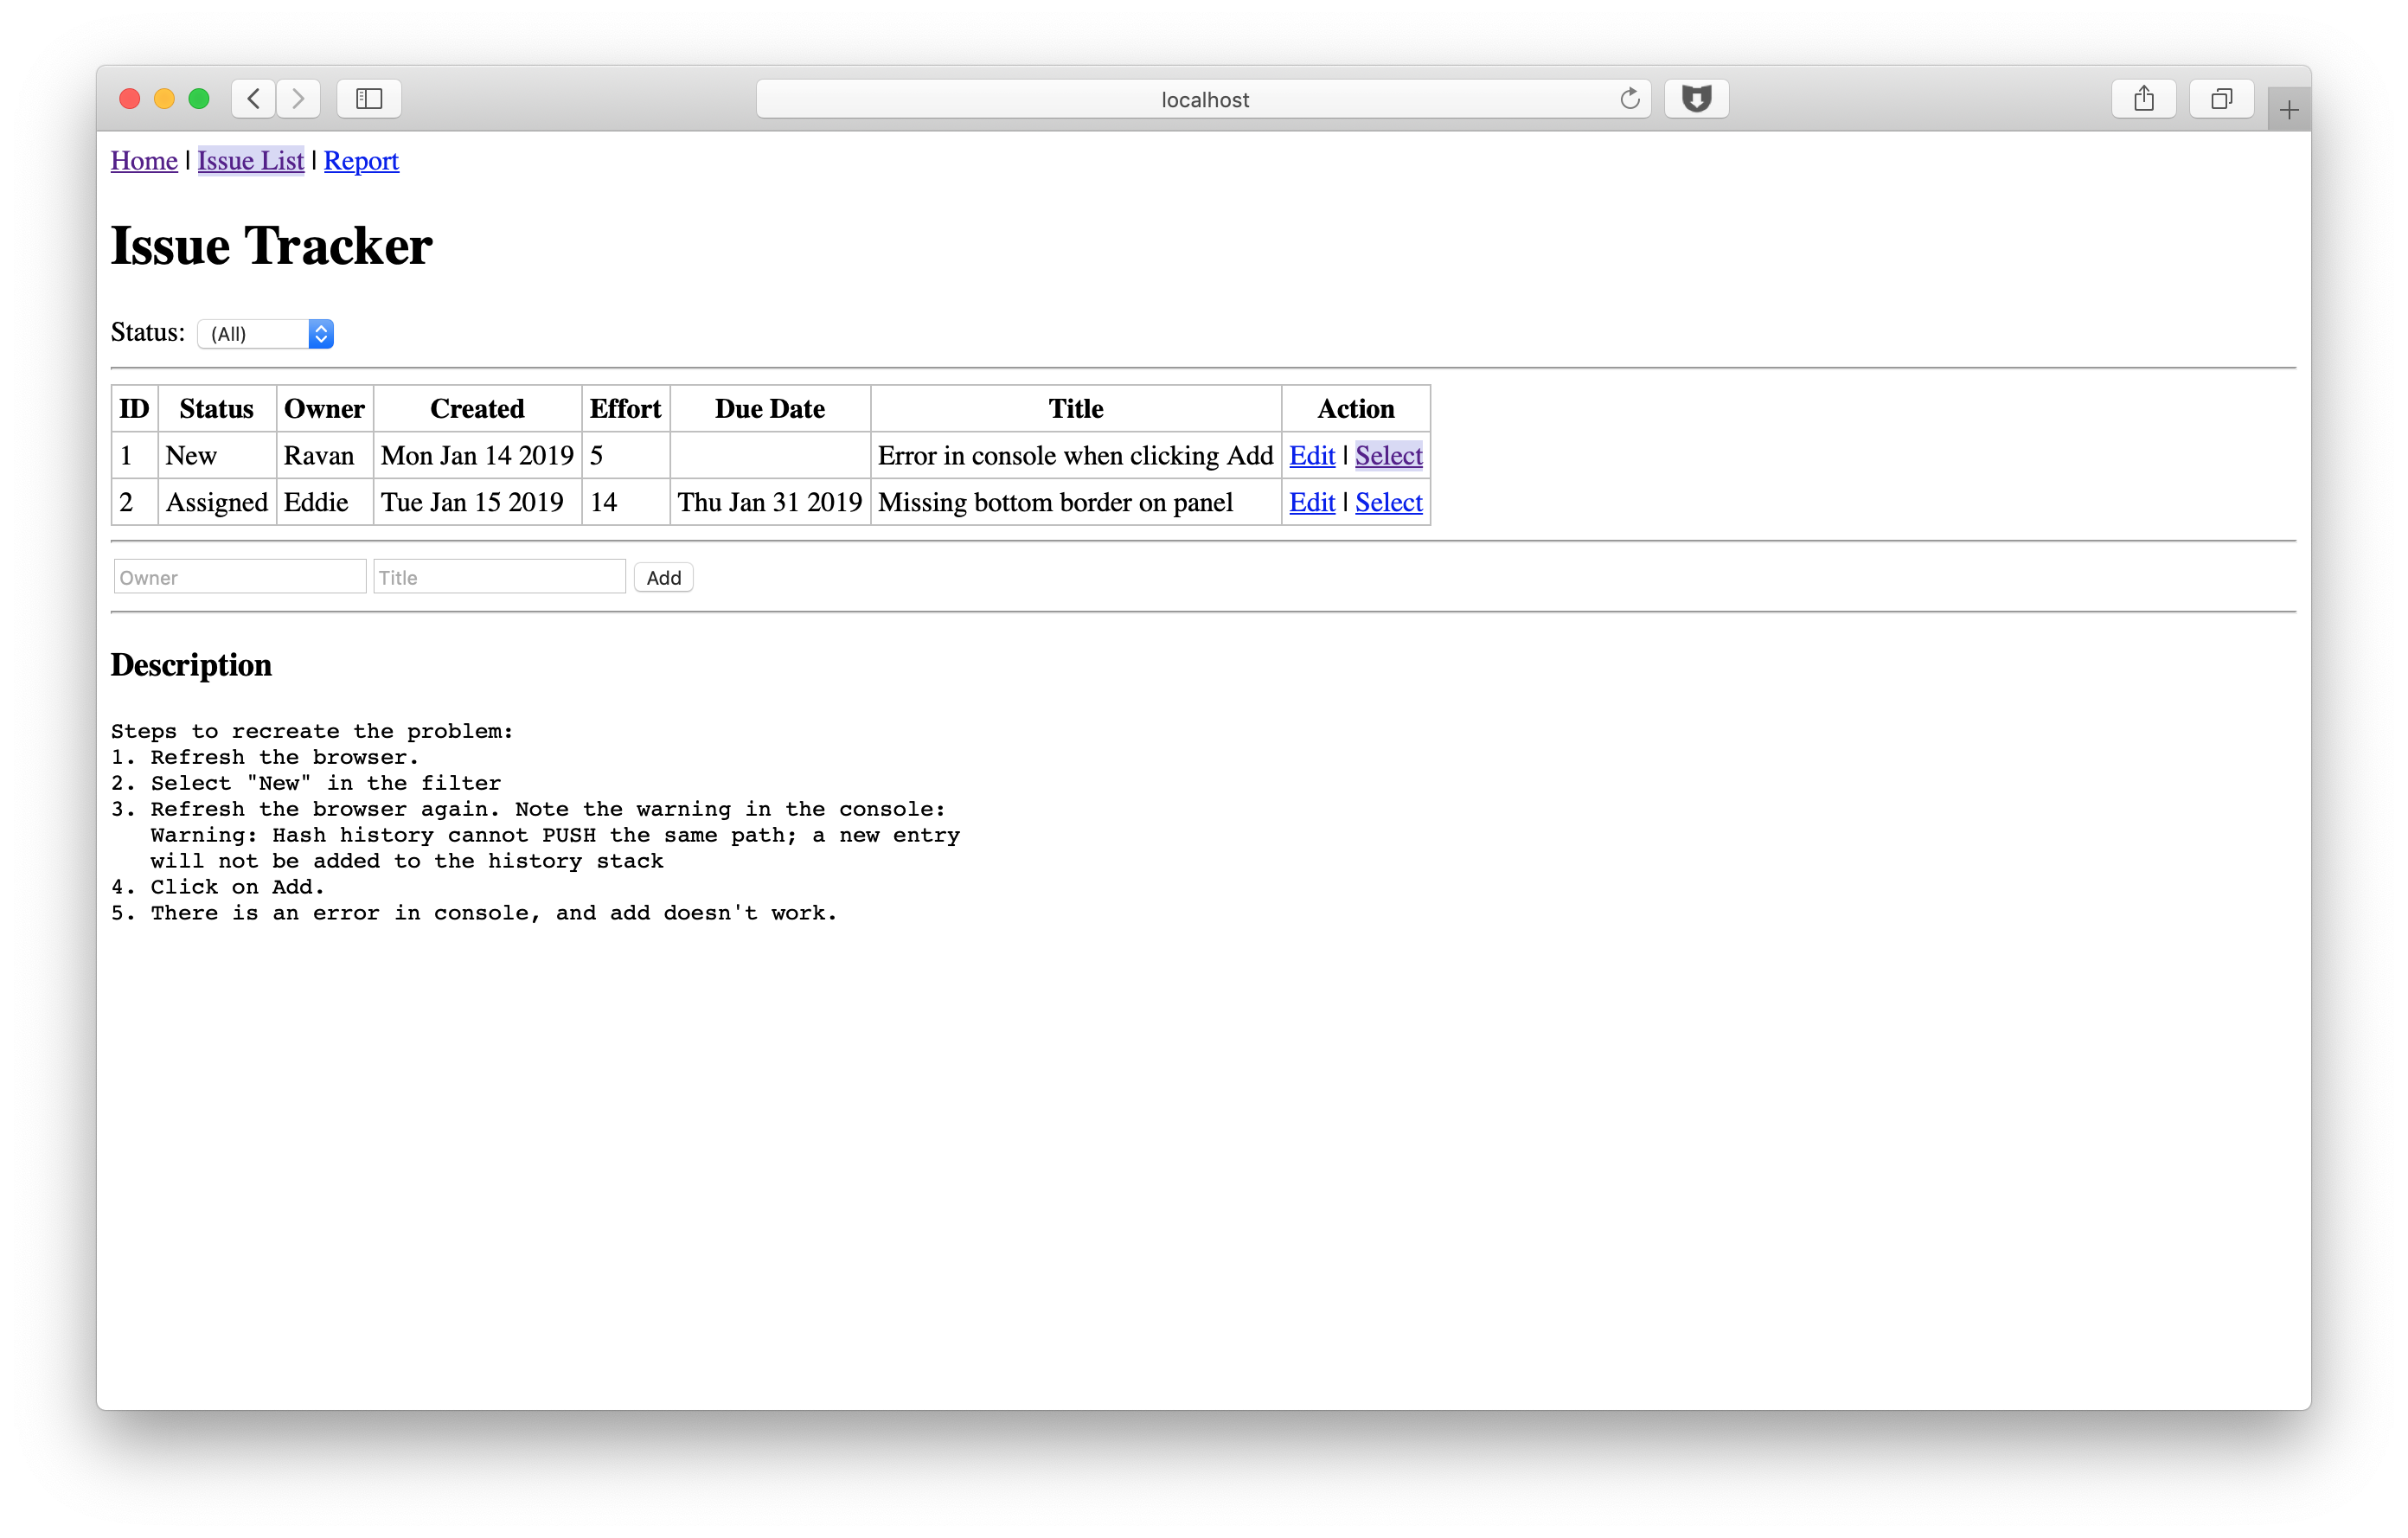 localhost
Home | Issue List | Report
Issue Tracker
Status: (All)
ID Status Owner Created Effort Due Date Title Action
1 New Ravan Mon Jan 14 2019 5 Error in console when clicking Add Edit | Select
2 Assigned Eddie Tue Jan 15 2019 14 Thu Jan 31 2019 Missing bottom border on panel Edit | Select
Owner Title Add
Description
Steps to recreate the problem:
1. Refresh the browser.
2. Select "New" in the filter
3. Refresh the browser again. Note the warning in the console:
Warning: Hash history cannot PUSH the same path; a new entry
will not be added to the history stack
4. Click on Add.
5. There is an error in console, and add doesn't work.